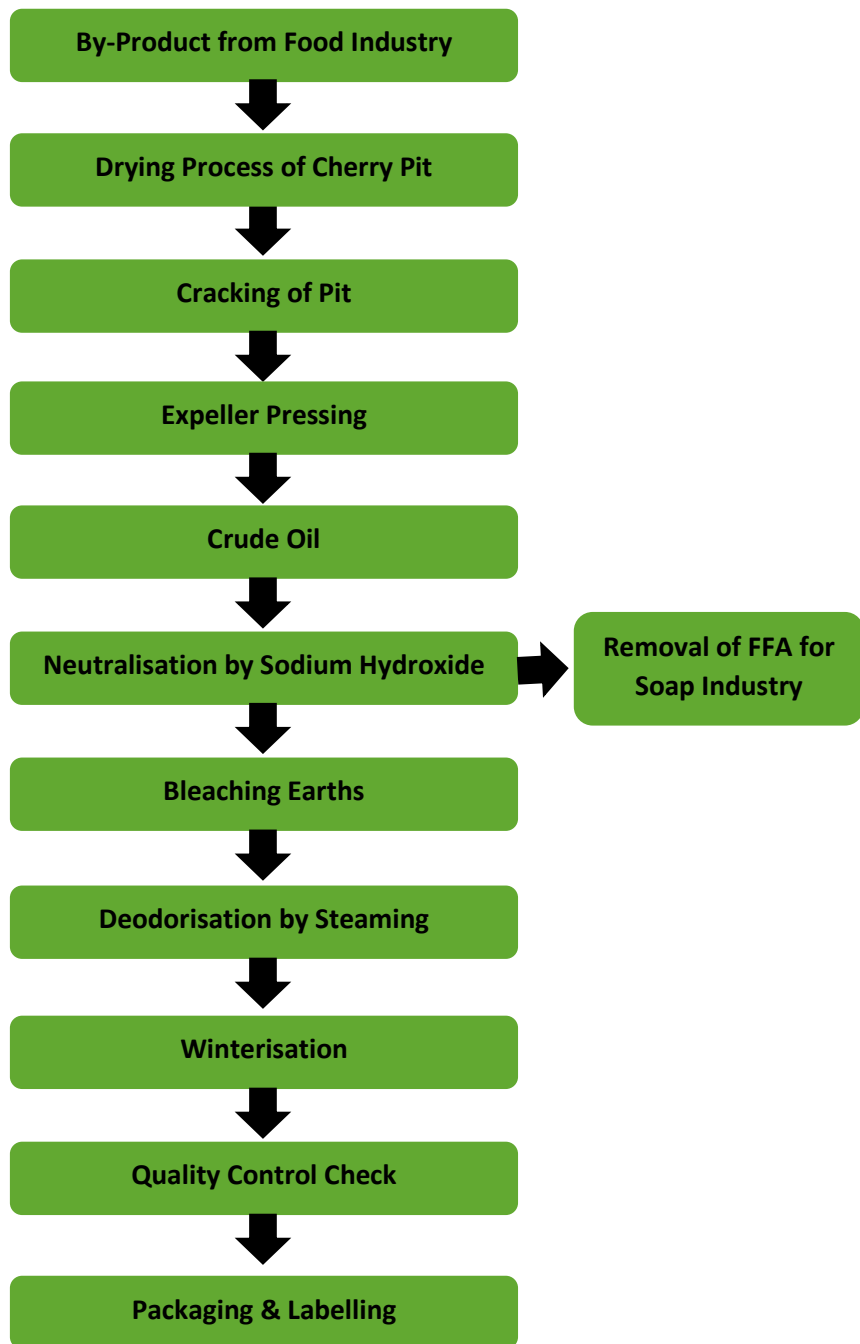 By-Product from Food Industry
Drying Process of Cherry Pit
Cracking of Pit
Expeller Pressing
Crude Oil
Neutralisation by Sodium Hydroxide
Removal of FFA for
Soap Industry
Bleaching Earths
Deodorisation by Steaming
Winterisation
Quality Control Check
Packaging & Labelling